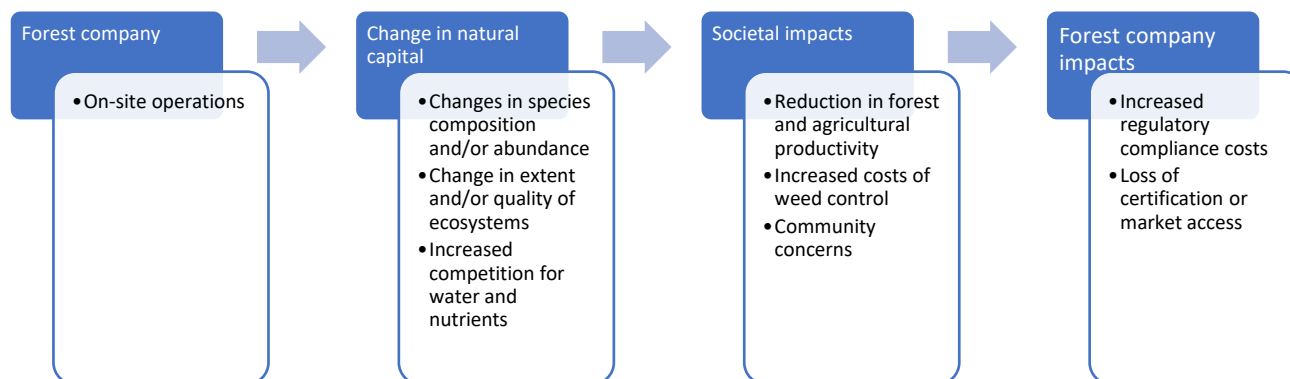 Forest company
•On-site operations
Change in natural
capital
•Changes in species
composition
and/or abundance
•Change in extent
and/or quality of
ecosystems
•Increased
competition for
water and
nutrients
Societal impacts
•Reduction in forest
and agricultural
productivity
•Increased costs of
weed control
•Community
concerns
Forest company
impacts
•Increased
regulatory
compliance costs
•Loss of
certification or
market access